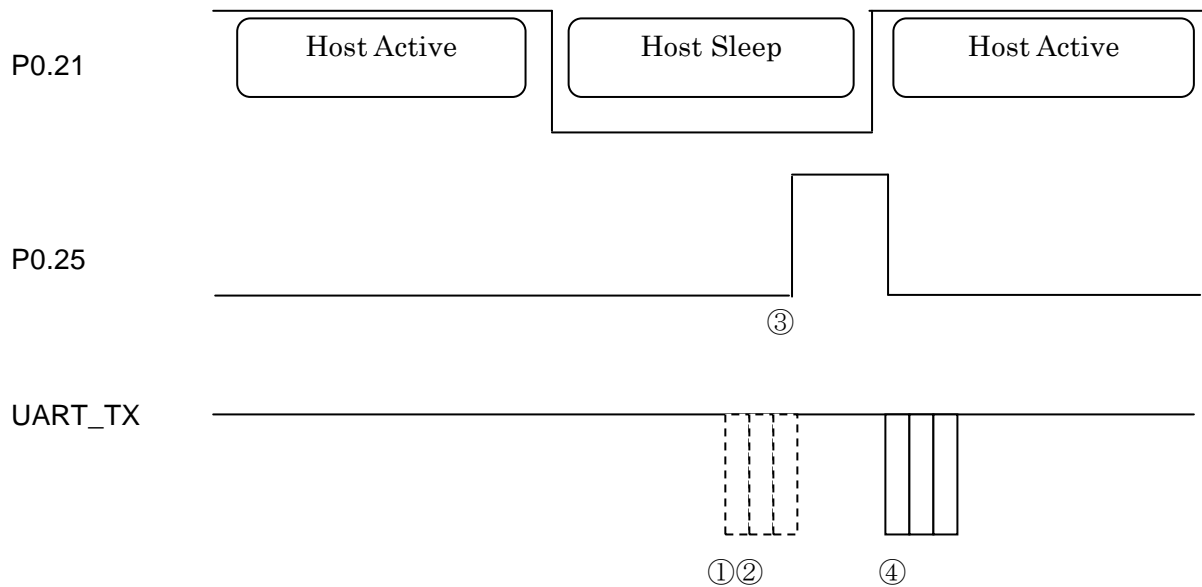 Host Active Host Sleep Host Active
P0.21
P0.25
③
UART_TX
①② ④